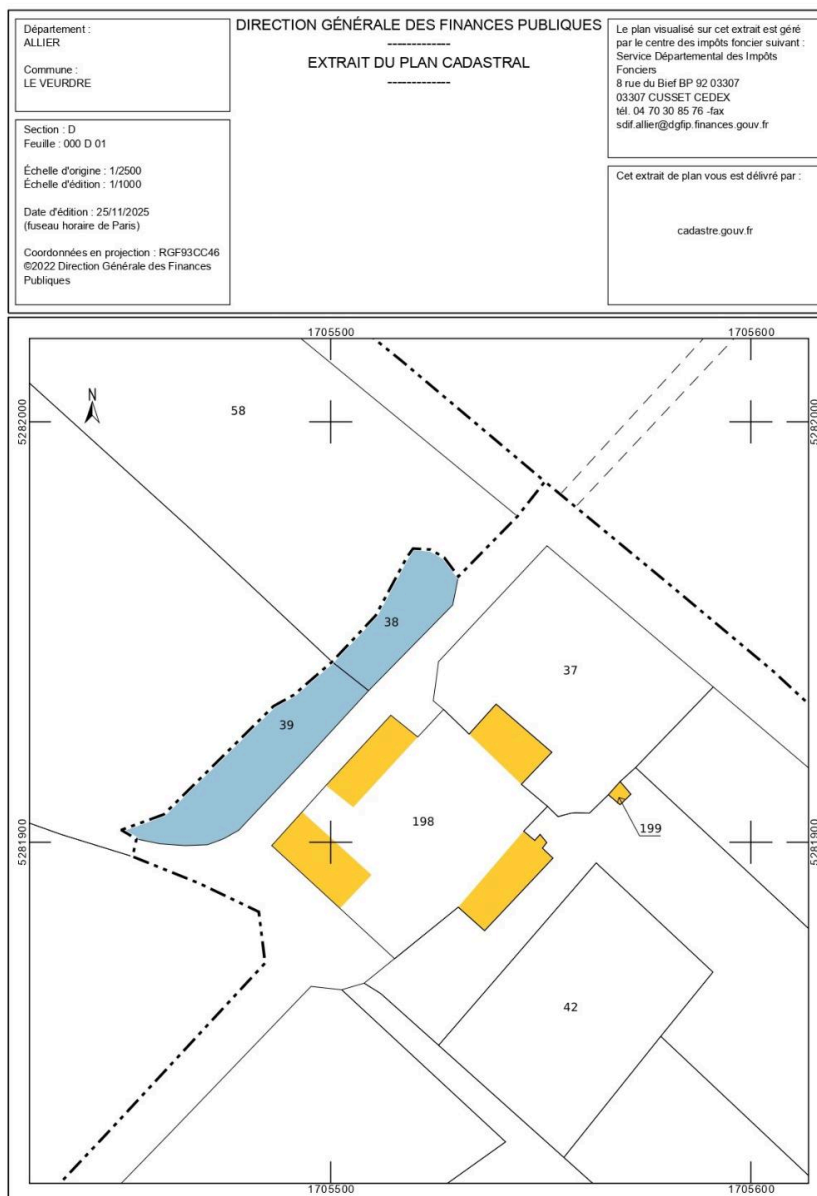 Département :
ALLIER
Commune :
LE VEURDRE
Section : D
Feuille : 000 D 01
Échelle d'origine : 1/2500
Échelle d'édition : 1/1000
Date d'édition : 25/11/2025
(fuseau horaire de Paris)
Coordonnées en projection : RGF93CC46
©2022 Direction Générale des Finances
Publiques
DIRECTION GÉNÉRALE DES FINANCES PUBLIQUES
-------------
EXTRAIT DU PLAN CADASTRAL
-------------
Le plan visualisé sur cet extrait est géré
par le centre des impôts foncier suivant :
Service Départemental des Impôts
Fonciers
8 rue du Bief BP 92 03307
03307 CUSSET CEDEX
tél. 04 70 30 85 76 -fax
sdif.allier@dgfip.finances.gouv.fr
Cet extrait de plan vous est délivré par :
cadastre.gouv.fr
1705500
1705600
N
58
5282000
5282000
38
37
39
198
199
5281900
5281900
42
1705500
1705600